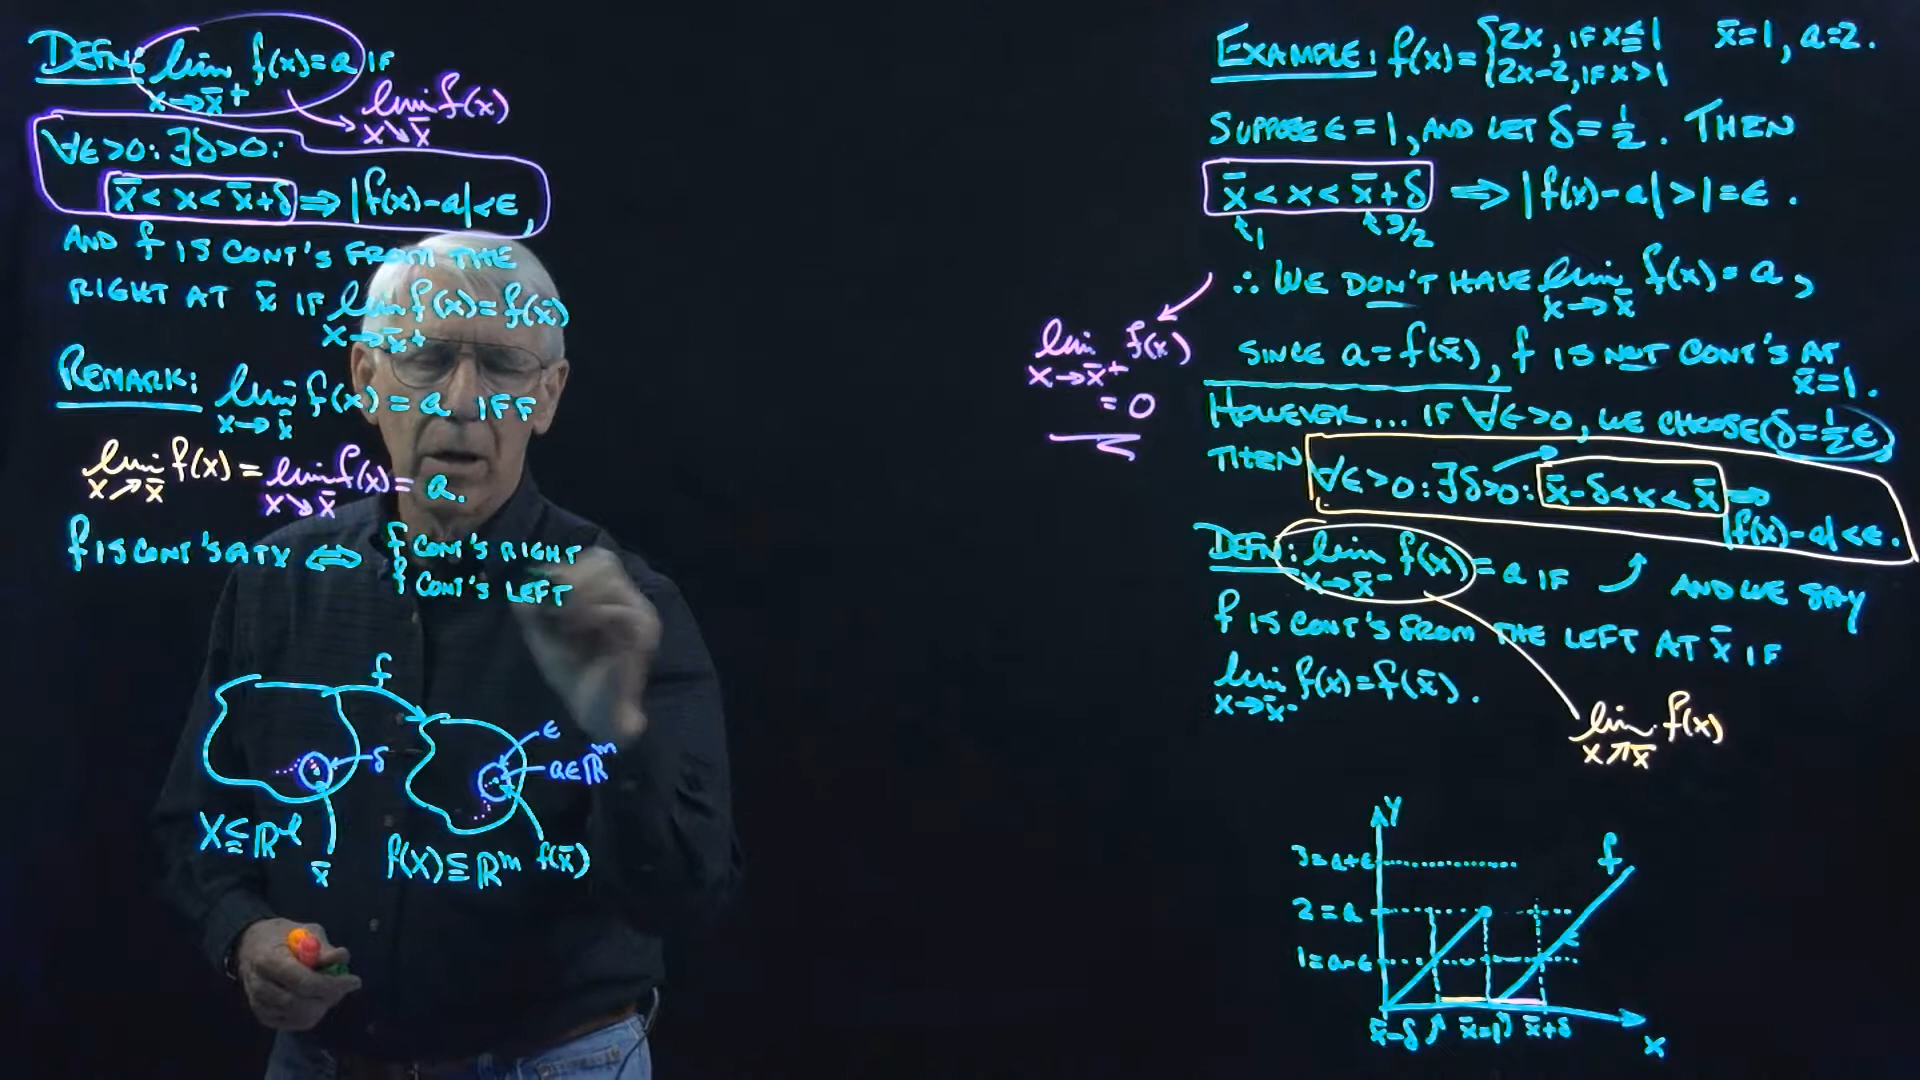 DEFN: lim f(x)=a IF
x→x̄⁺
lim f(x)
x↘x̄
∀ϵ>0:∃δ>0:
x̄<x<x̄+δ ⇒ |f(x)-a|<ϵ,
AND f IS CONT'S FROM THE
RIGHT AT x̄ IF lim f(x)=f(x̄)
x→x̄⁺
REMARK: lim f(x)=a IFF
x→x̄
lim f(x)=lim f(x)=a.
x↗x̄ x↘x̄
f IS CONT'S AT x ⇔ f CONT'S RIGHT
f CONT'S LEFT
f
ϵ
δ
a∈ℝᵐ
X⊆ℝˡ
x̄
f(X)⊆ℝᵐ f(x̄)
EXAMPLE: f(x)={2x, IF x≤1 x̄=1, a=2.
2x-2, IF x>1
SUPPOSE ϵ=1, AND LET δ=½. THEN
x̄<x<x̄+δ ⇒ |f(x)-a|>1=ϵ.
1 3/2
∴ WE DON'T HAVE lim f(x)=a,
x→x̄
lim f(x)
x→x̄⁺
=0
SINCE a=f(x̄), f IS NOT CONT'S AT
x̄=1.
HOWEVER... IF ∀ϵ>0, WE CHOOSE δ=½ϵ,
THEN ∀ϵ>0:∃δ>0: x̄-δ<x<x̄ ⇒
|f(x)-a|<ϵ.
DEFN: lim f(x)=a IF AND WE SAY
x→x̄⁻
f IS CONT'S FROM THE LEFT AT x̄ IF
lim f(x)=f(x̄).
x→x̄⁻
lim f(x)
x↗x̄
Y
3=a+ϵ
f
2=a
1=a-ϵ
x̄-δ x̄=1 x̄+δ
x